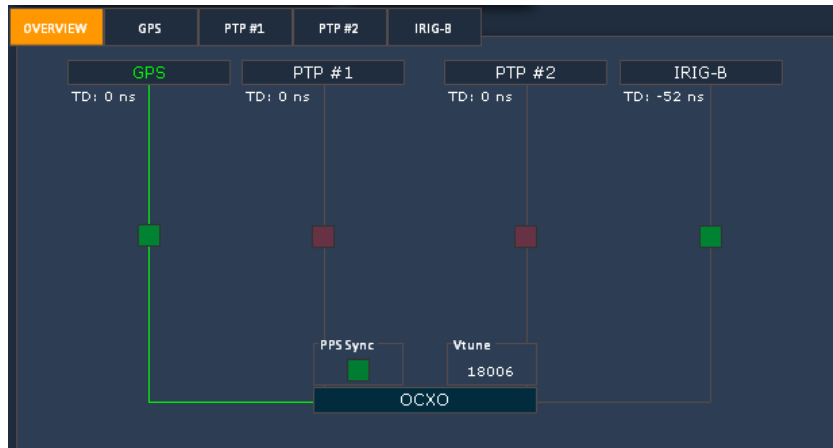 OVERVIEW GPS PTP #1 PTP #2 IRIG-B
GPS PTP #1 PTP #2 IRIG-B
TD: 0 ns TD: 0 ns TD: 0 ns TD: -52 ns
PPS Sync Vtune
18006
OCXO